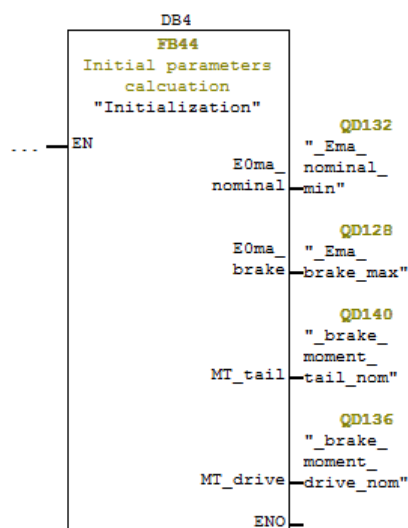 DB4
FB44
Initial parameters
calcuation
"Initialization"
... EN
QD132
"_Ema_
nominal_
min"
E0ma_
nominal
QD128
"_Ema_
brake_max"
E0ma_
brake
QD140
"_brake_
moment_
tail_nom"
MT_tail
QD136
"_brake_
moment_
drive_nom"
MT_drive
ENO